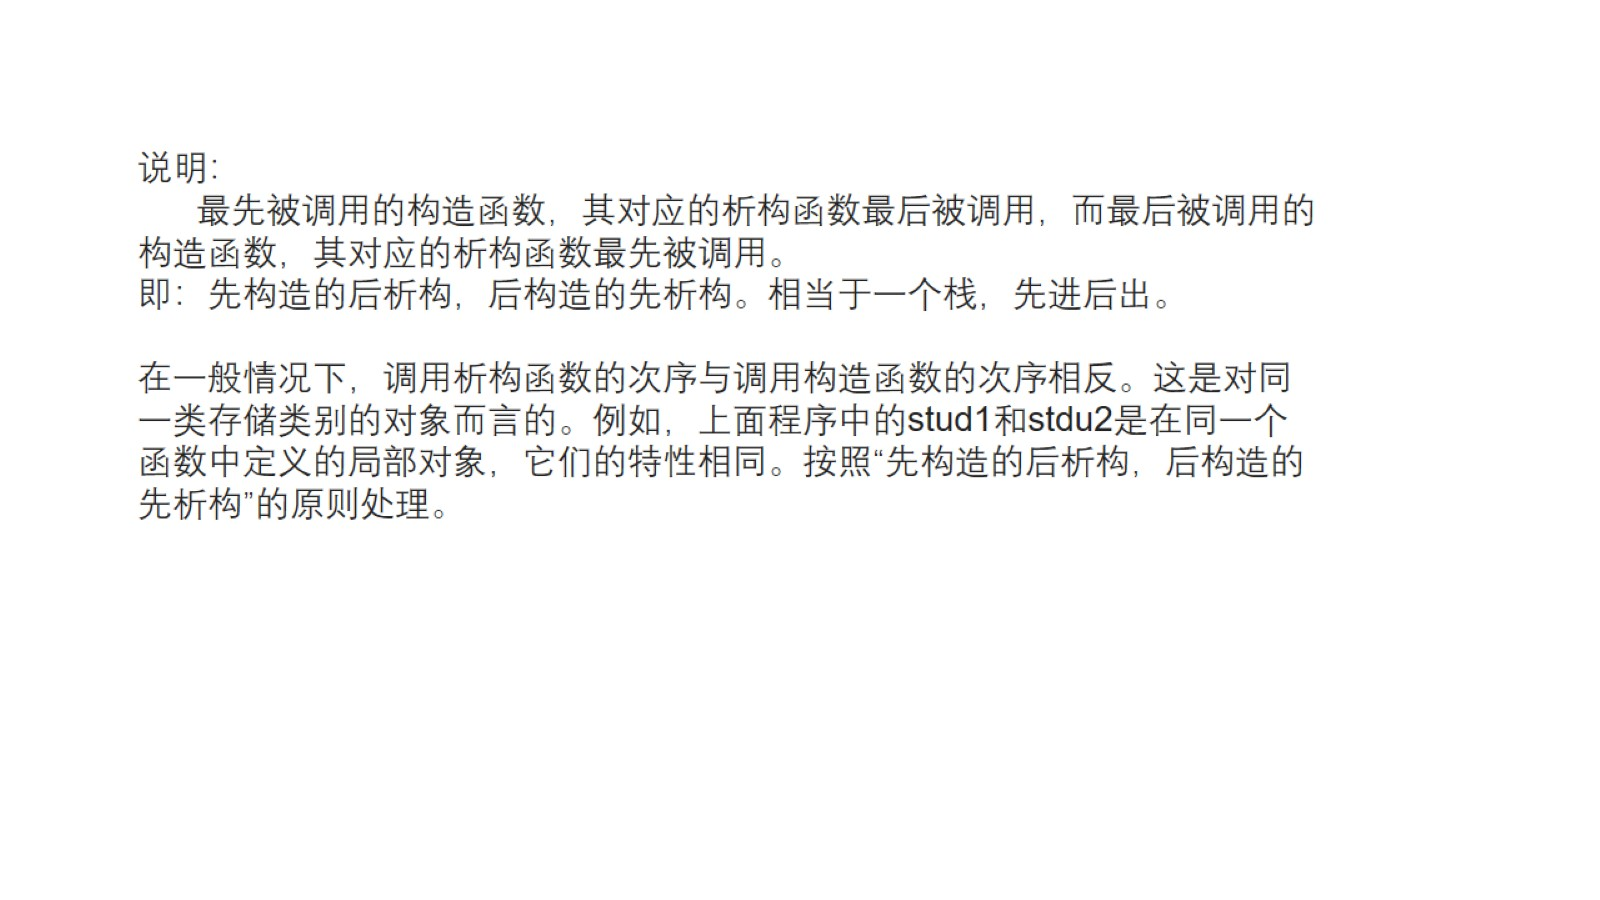 说明：
最先被调用的构造函数，其对应的析构函数最后被调用，而最后被调用的
构造函数，其对应的析构函数最先被调用。
即：先构造的后析构，后构造的先析构。相当于一个栈，先进后出。
在一般情况下，调用析构函数的次序与调用构造函数的次序相反。这是对同
一类存储类别的对象而言的。例如，上面程序中的stud1和stdu2是在同一个
函数中定义的局部对象，它们的特性相同。按照“先构造的后析构，后构造的
先析构”的原则处理。